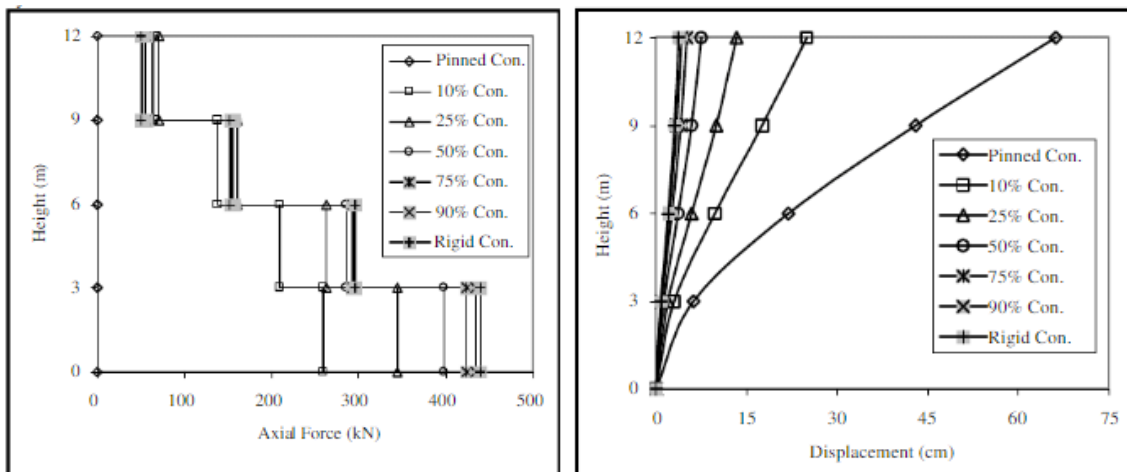 12
9
6
3
0
Height (m)
0 100 200 300 400 500
Axial Force (kN)
Pinned Con.
10% Con.
25% Con.
50% Con.
75% Con.
90% Con.
Rigid Con.
12
9
6
3
0
Height (m)
0 15 30 45 60 75
Displacement (cm)
Pinned Con.
10% Con.
25% Con.
50% Con.
75% Con.
90% Con.
Rigid Con.